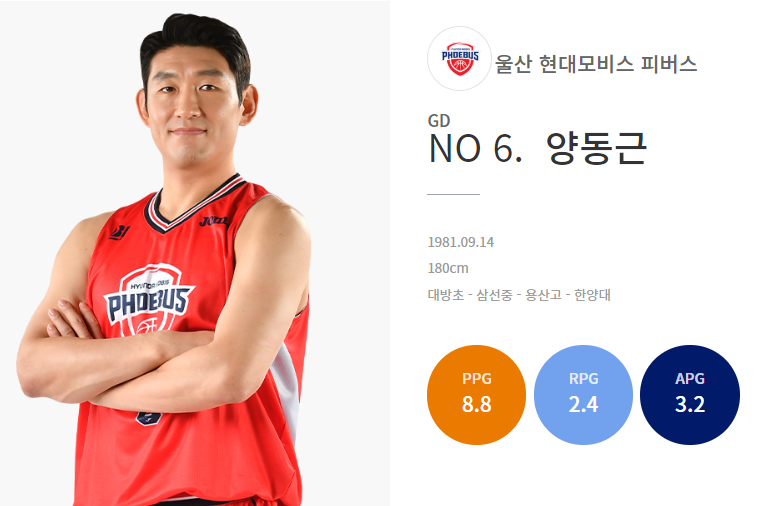 PHOEBUS
울산 현대모비스 피버스
GD
NO 6. 양동근
1981.09.14
180cm
대방초 - 삼선중 - 용산고 - 한양대
PPG
8.8
RPG
2.4
APG
3.2
PHOEBUS